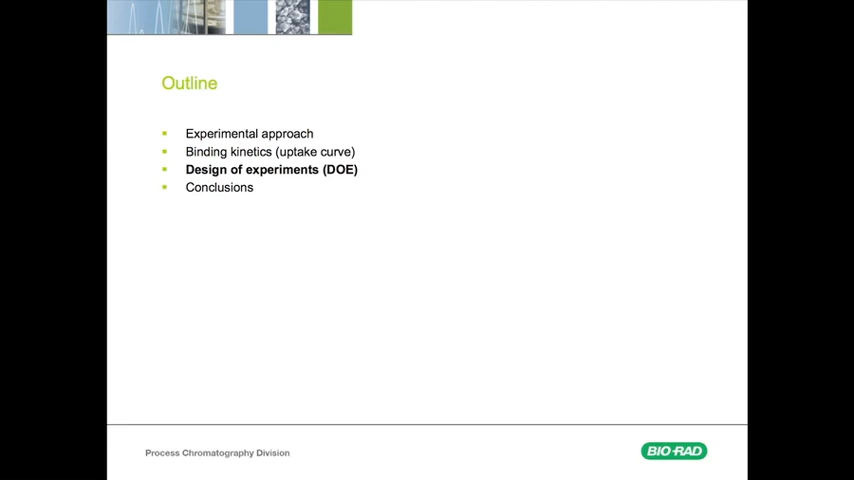 Outline
Experimental approach
Binding kinetics (uptake curve)
Design of experiments (DOE)
Conclusions
Process Chromatography Division
BIO-RAD